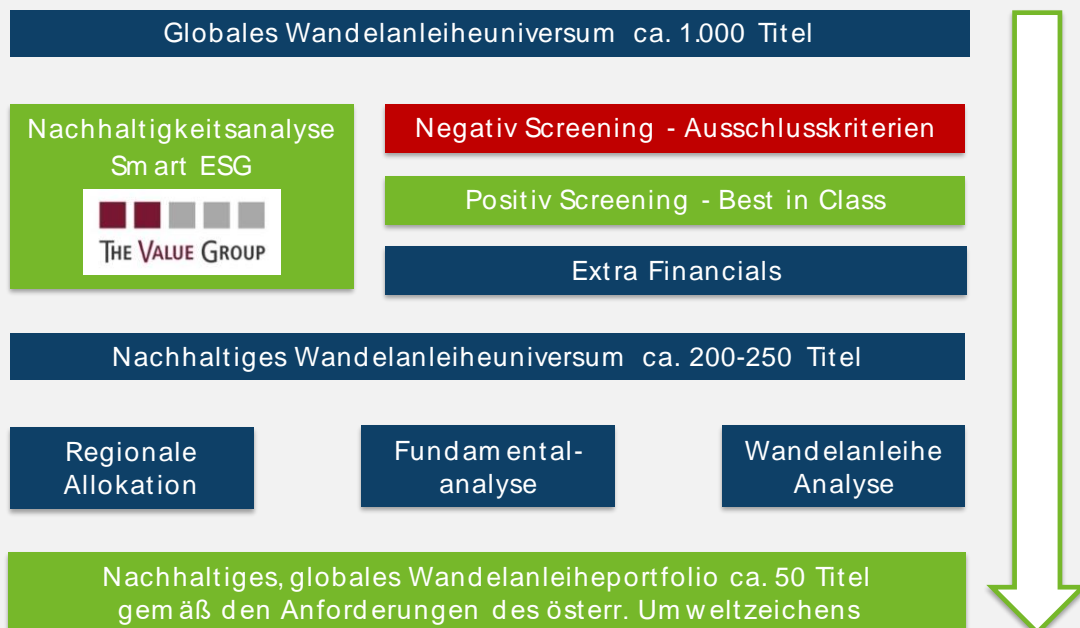 Globales Wandelanleiheuniversum ca. 1.000 Titel
Nachhaltigkeitsanalyse
Smart ESG
THE VALUE GROUP
Negativ Screening - Ausschlusskriterien
Positiv Screening - Best in Class
Extra Financials
Nachhaltiges Wandelanleiheuniversum ca. 200-250 Titel
Regionale
Allokation
Fundamental-
analyse
Wandelanleihe
Analyse
Nachhaltiges, globales Wandelanleiheportfolio ca. 50 Titel
gemäß den Anforderungen des österr. Umweltzeichens